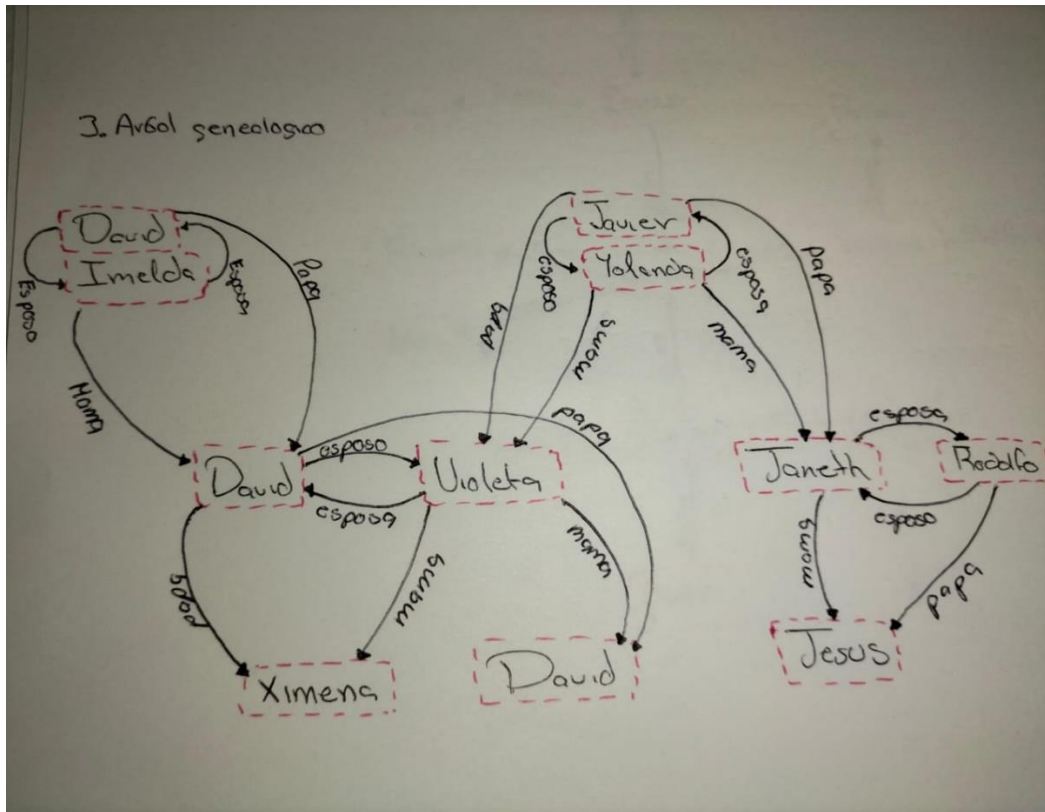 3. Arbol geneologico
David
Imelda
Esposo
Esposa
Papa
Mama
Javier
Yolanda
esposo
esposa
papa
mama
papa
mama
David
esposo
esposa
Violeta
papa
Janeth
esposa
esposo
Rodolfo
papa
mama
mama
mama
papa
Ximena
David
Jesus